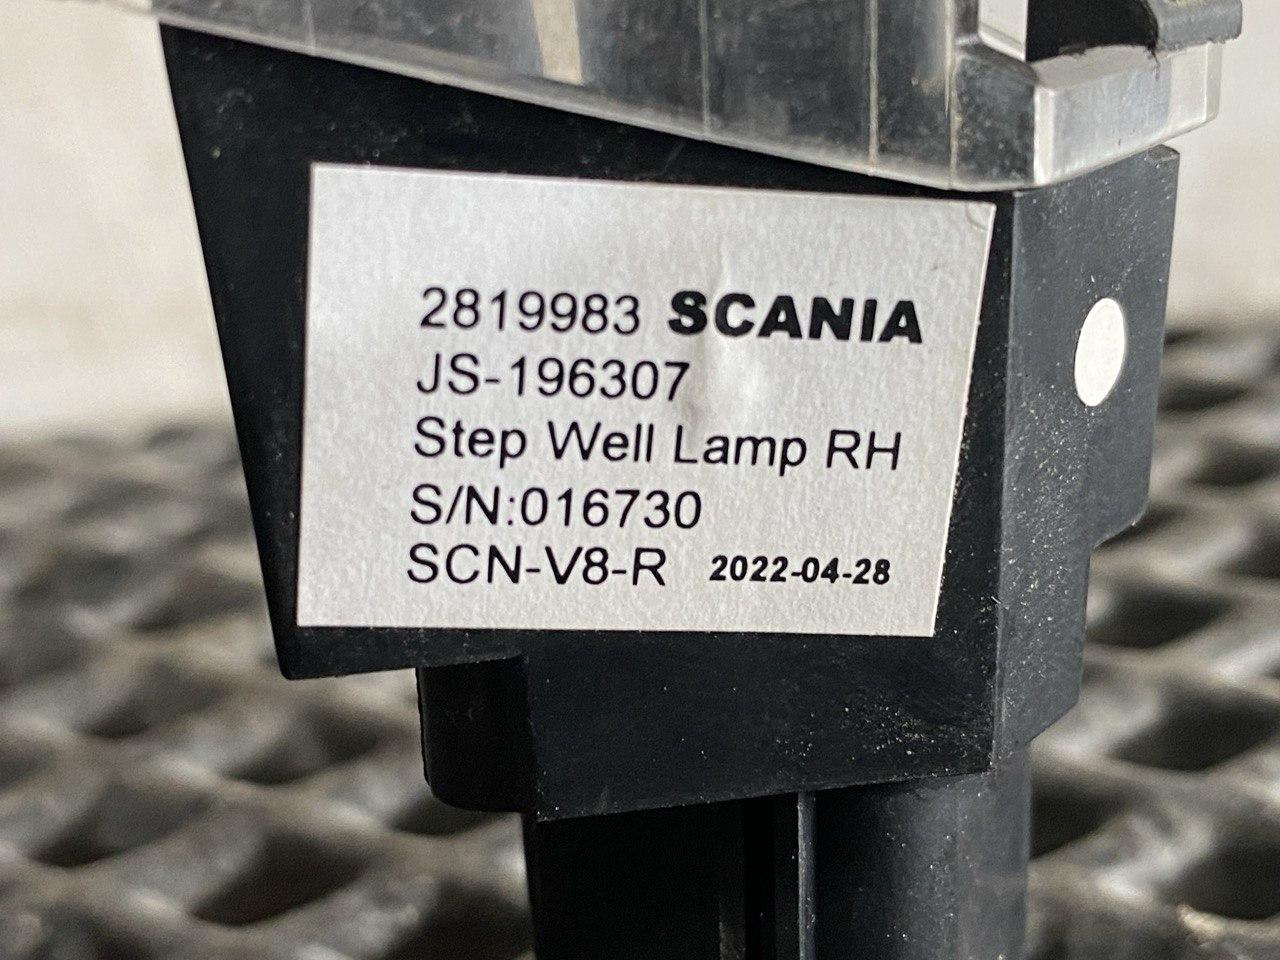 2819983 SCANIA
JS-196307
Step Well Lamp RH
S/N:016730
SCN-V8-R 2022-04-28